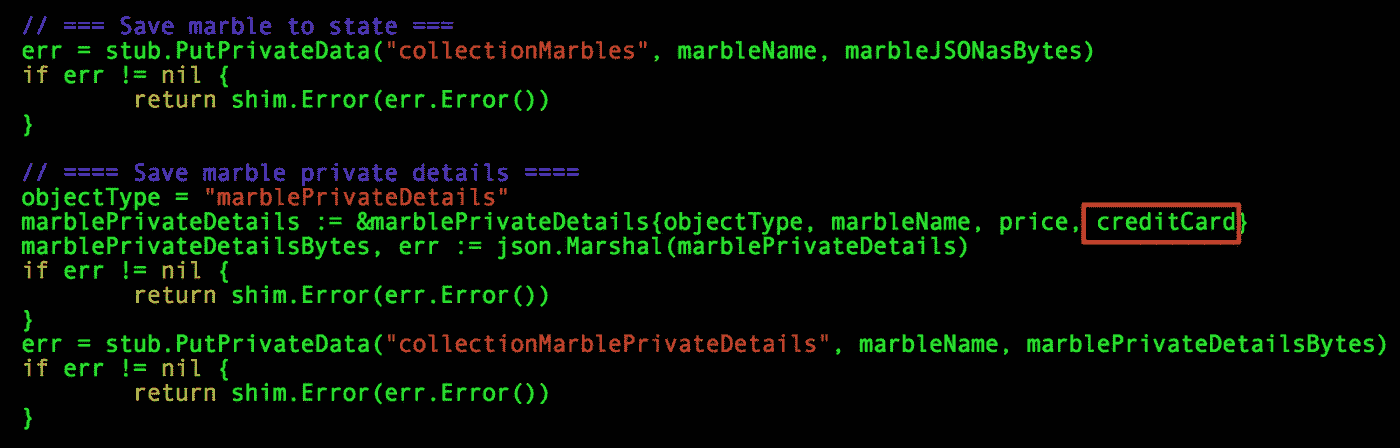 // === Save marble to state ===
err = stub.PutPrivateData("collectionMarbles", marbleName, marbleJSONasBytes)
if err != nil {
        return shim.Error(err.Error())
}

// ==== Save marble private details ====
objectType = "marblePrivateDetails"
marblePrivateDetails := &marblePrivateDetails{objectType, marbleName, price, creditCard}
marblePrivateDetailsBytes, err := json.Marshal(marblePrivateDetails)
if err != nil {
        return shim.Error(err.Error())
}
err = stub.PutPrivateData("collectionMarblePrivateDetails", marbleName, marblePrivateDetailsBytes)
if err != nil {
        return shim.Error(err.Error())
}